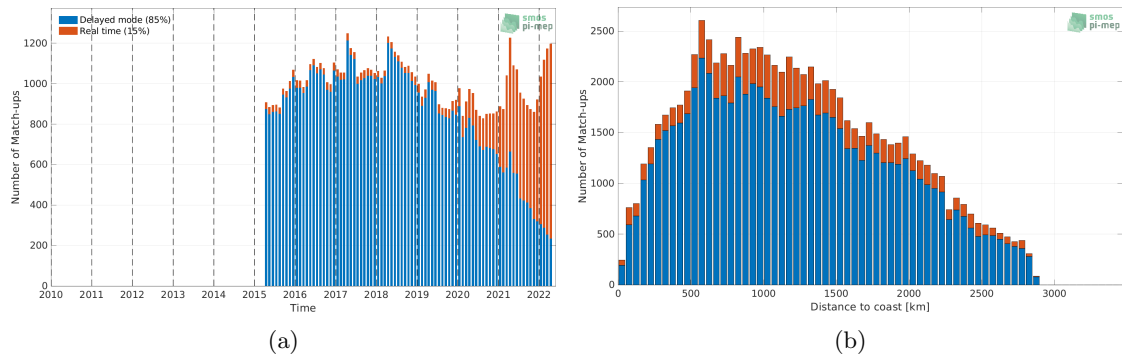 Delayed mode (85%)
Real time (15%)
smos
pi-mep
Number of Match-ups
1200
1000
800
600
400
200
0
2010 2011 2012 2013 2014 2015 2016 2017 2018 2019 2020 2021 2022
Time
(a)
smos
pi-mep
Number of Match-ups
2500
2000
1500
1000
500
0
0 500 1000 1500 2000 2500 3000
Distance to coast [km]
(b)